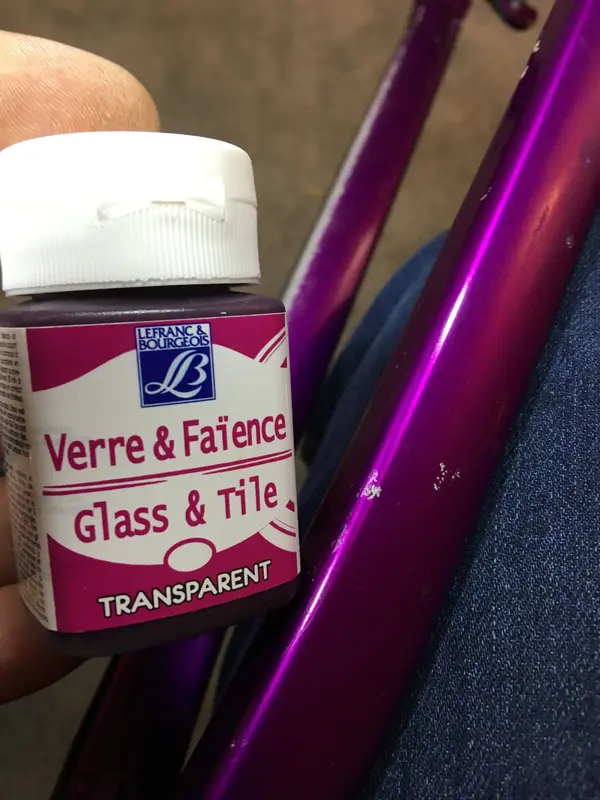 LEFRANC &
BOURGEOIS
LB
Verre & Faïence
Glass & Tile
TRANSPARENT